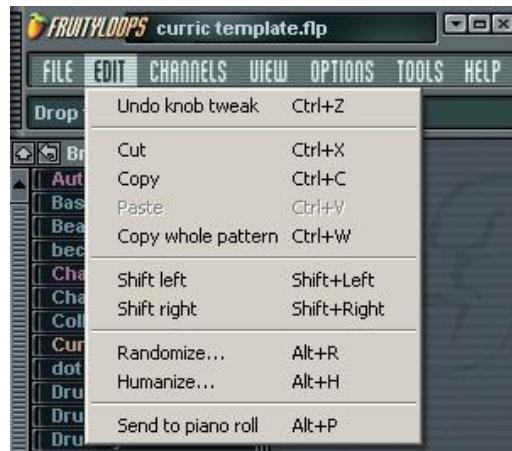 FRUITYLOOPS curric template.flp
FILE EDIT CHANNELS VIEW OPTIONS TOOLS HELP
Drop
Undo knob tweak Ctrl+Z
Br
Cut Ctrl+X
Aut
Copy Ctrl+C
Bas
Paste Ctrl+V
Bea
Copy whole pattern Ctrl+W
bec
Cha
Shift left Shift+Left
Cha
Shift right Shift+Right
Coll
Cur
Randomize... Alt+R
dot
Humanize... Alt+H
Dru
Dru
Send to piano roll Alt+P
Dru